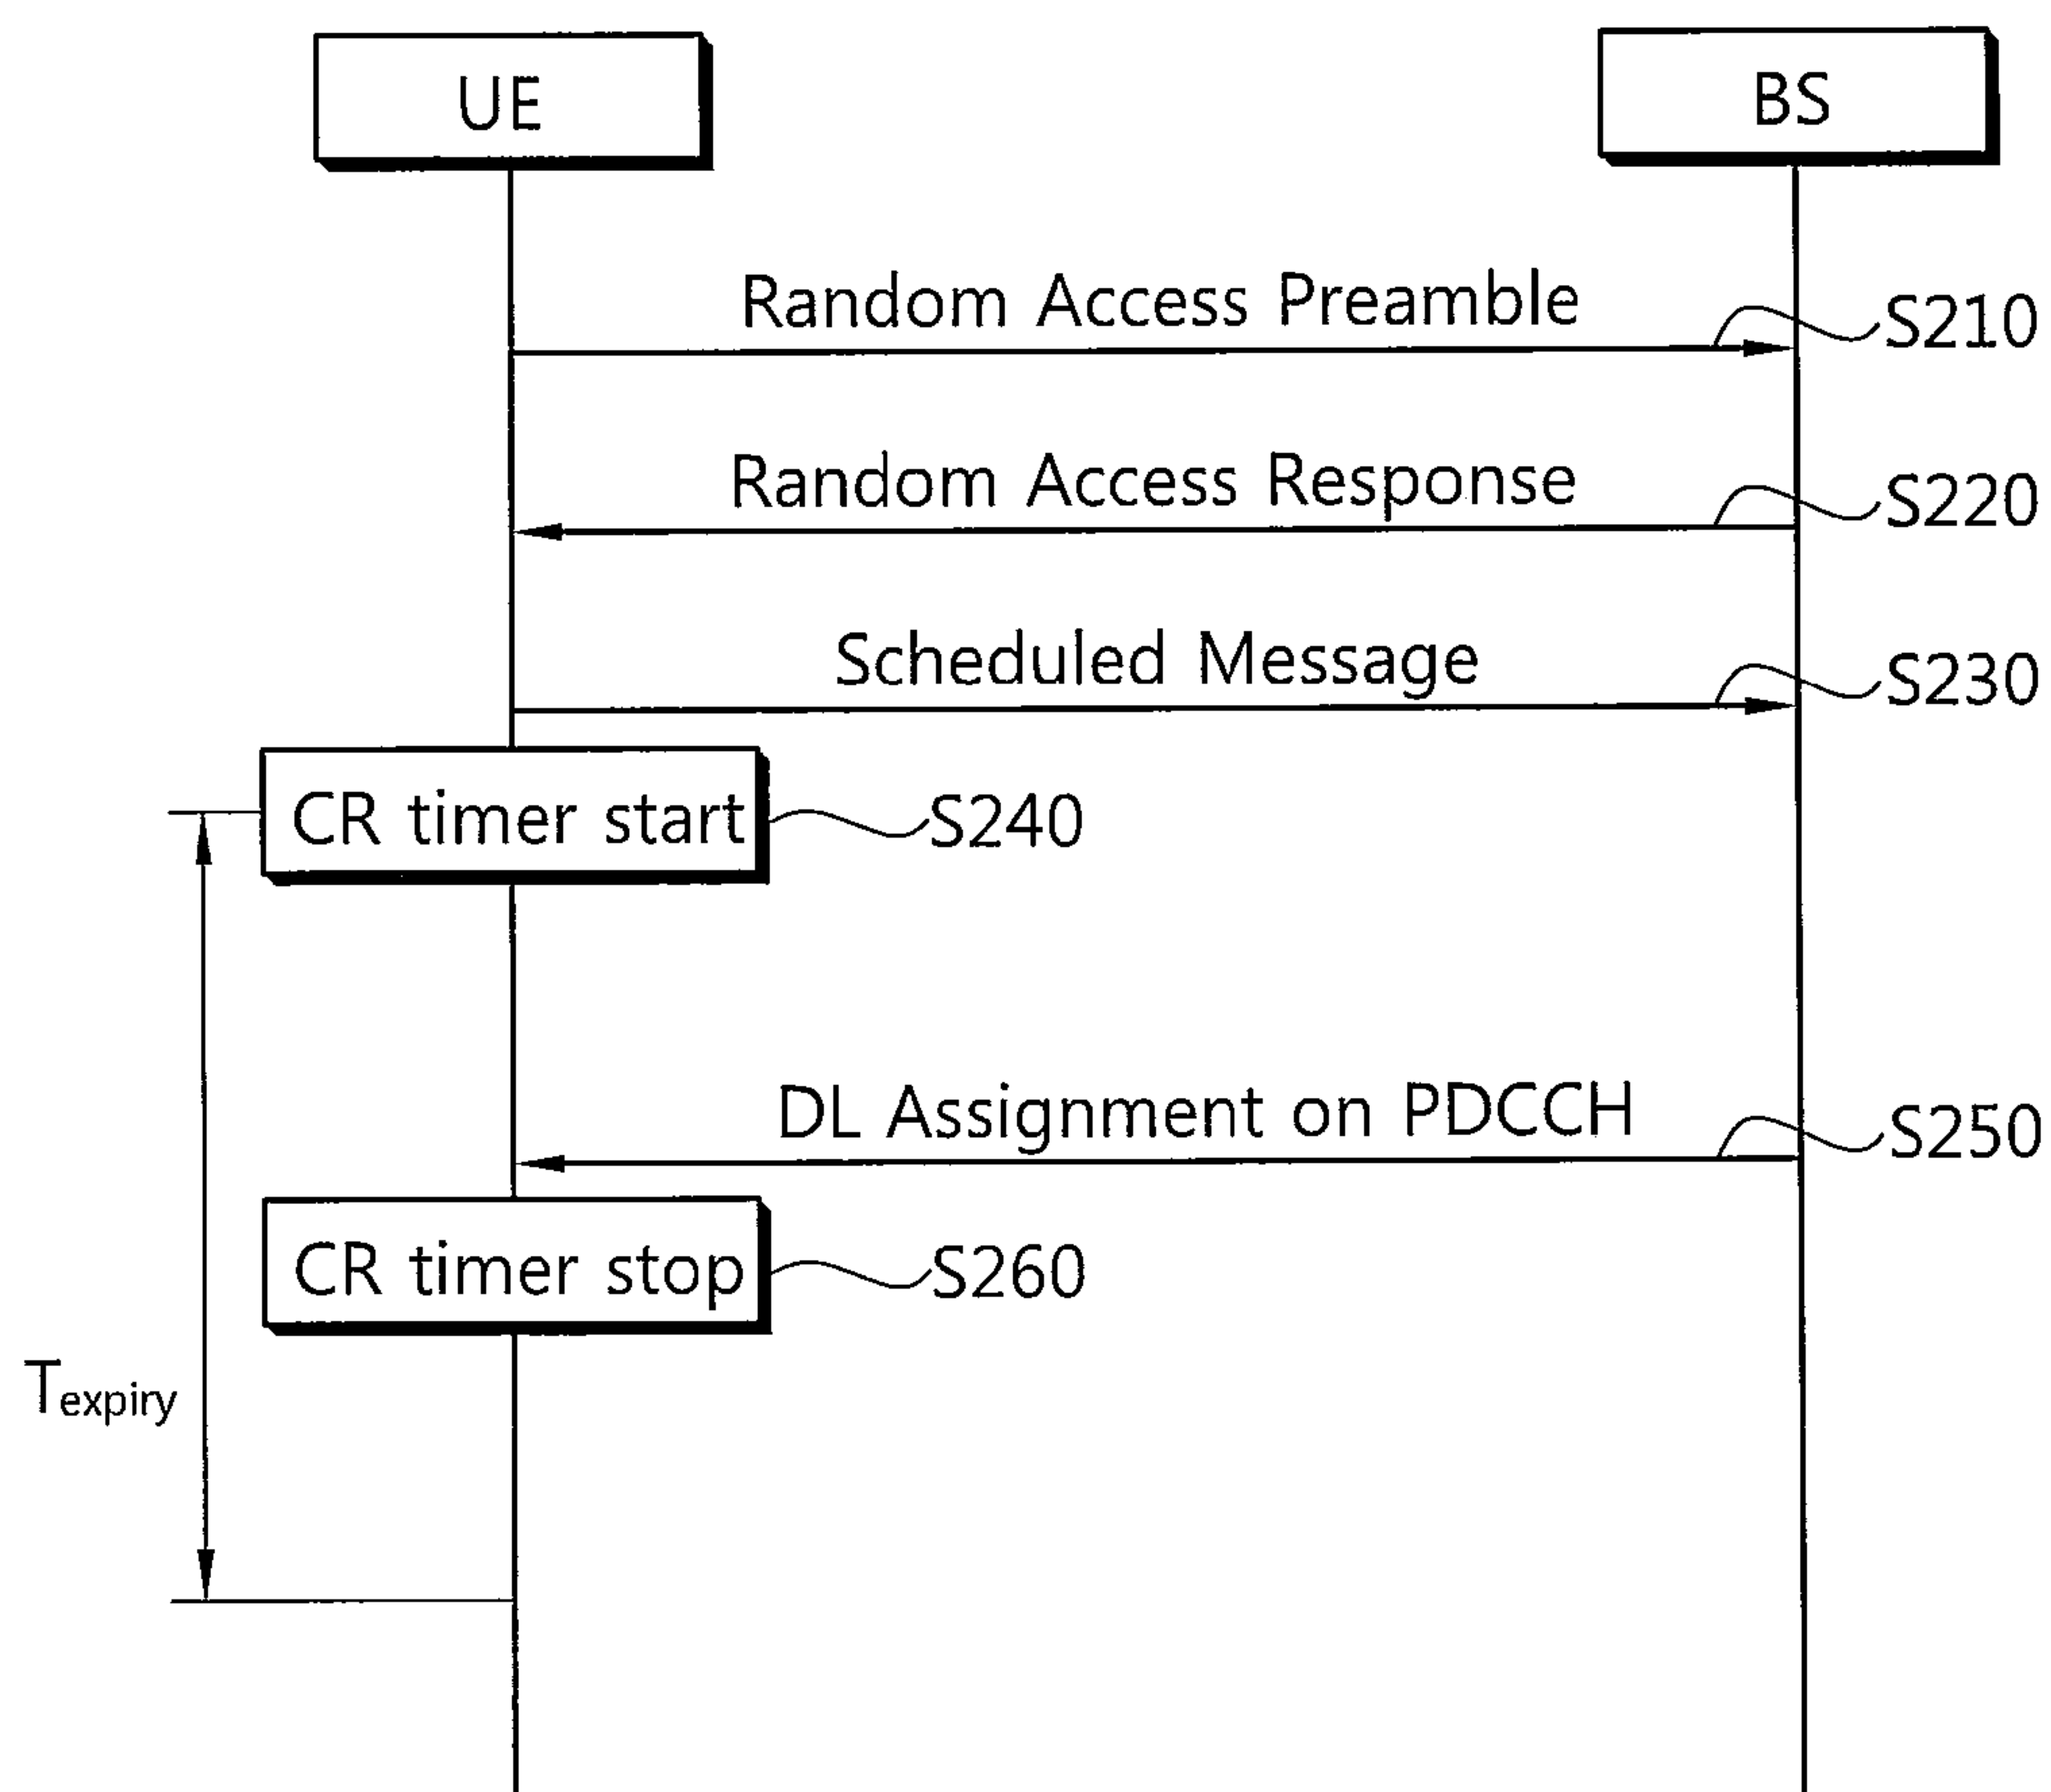 UE
BS
Random Access Preamble
S210
Random Access Response
S220
Scheduled Message
S230
CR timer start
S240
DL Assignment on PDCCH
S250
CR timer stop
S260
Texpiry